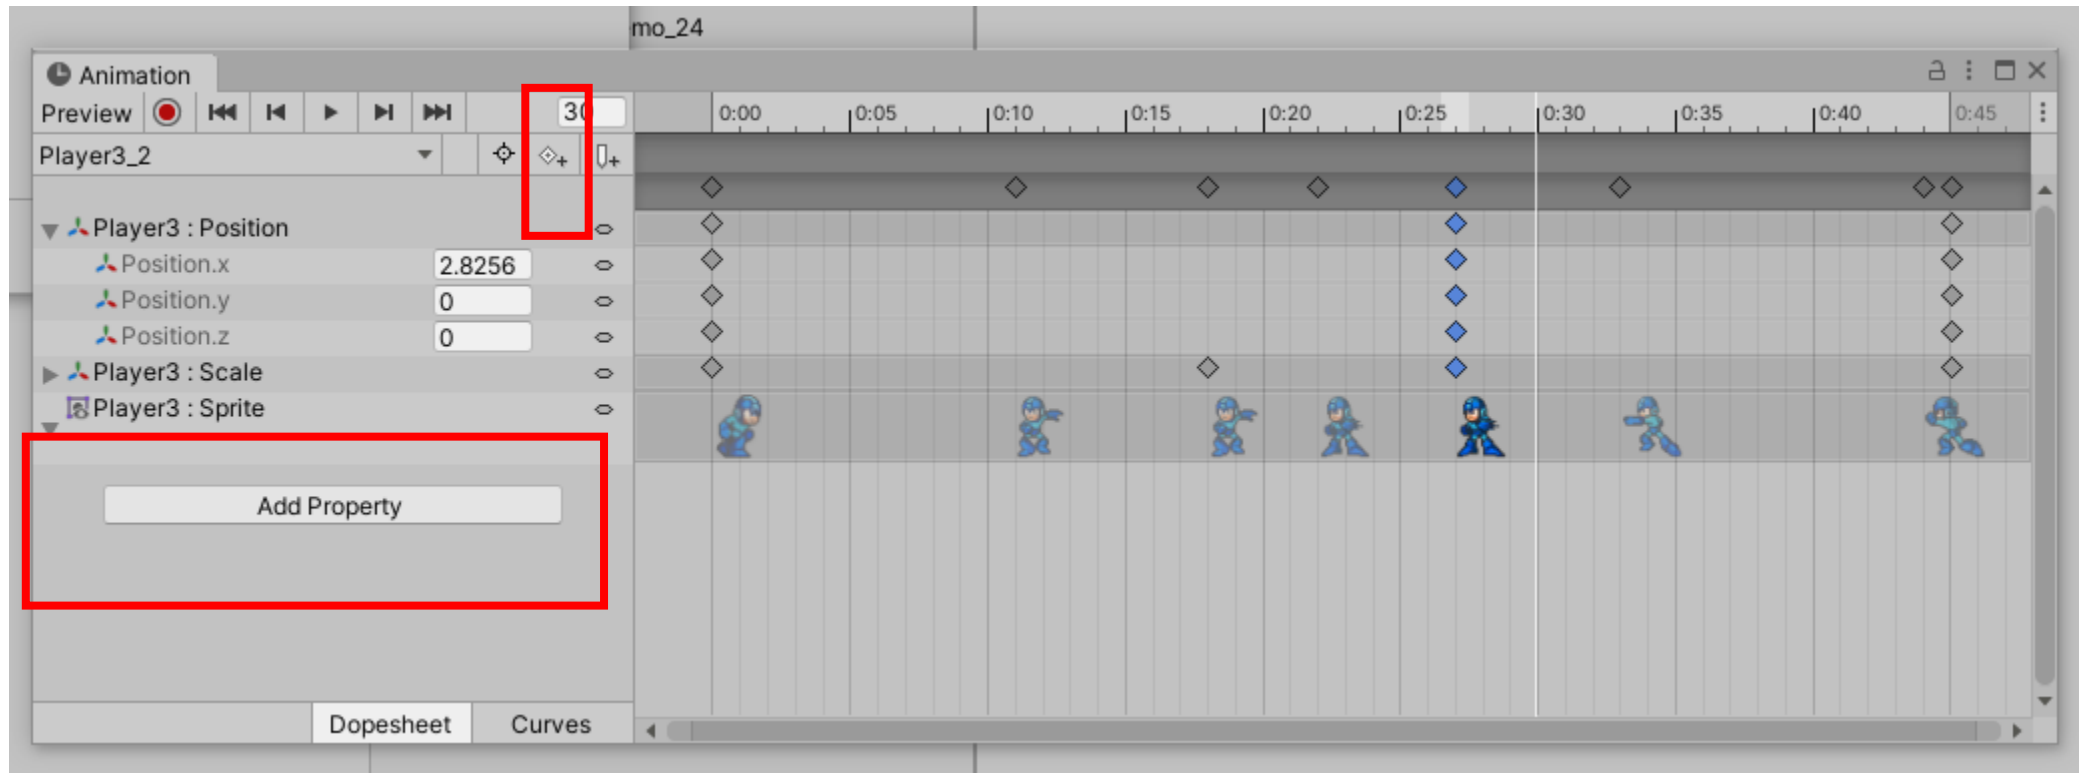 mo_24
Animation
Preview 30 0:00 0:05 0:10 0:15 0:20 0:25 0:30 0:35 0:40 0:45
Player3_2
Player3 : Position
Position.x 2.8256
Position.y 0
Position.z 0
Player3 : Scale
Player3 : Sprite
Add Property
Dopesheet Curves